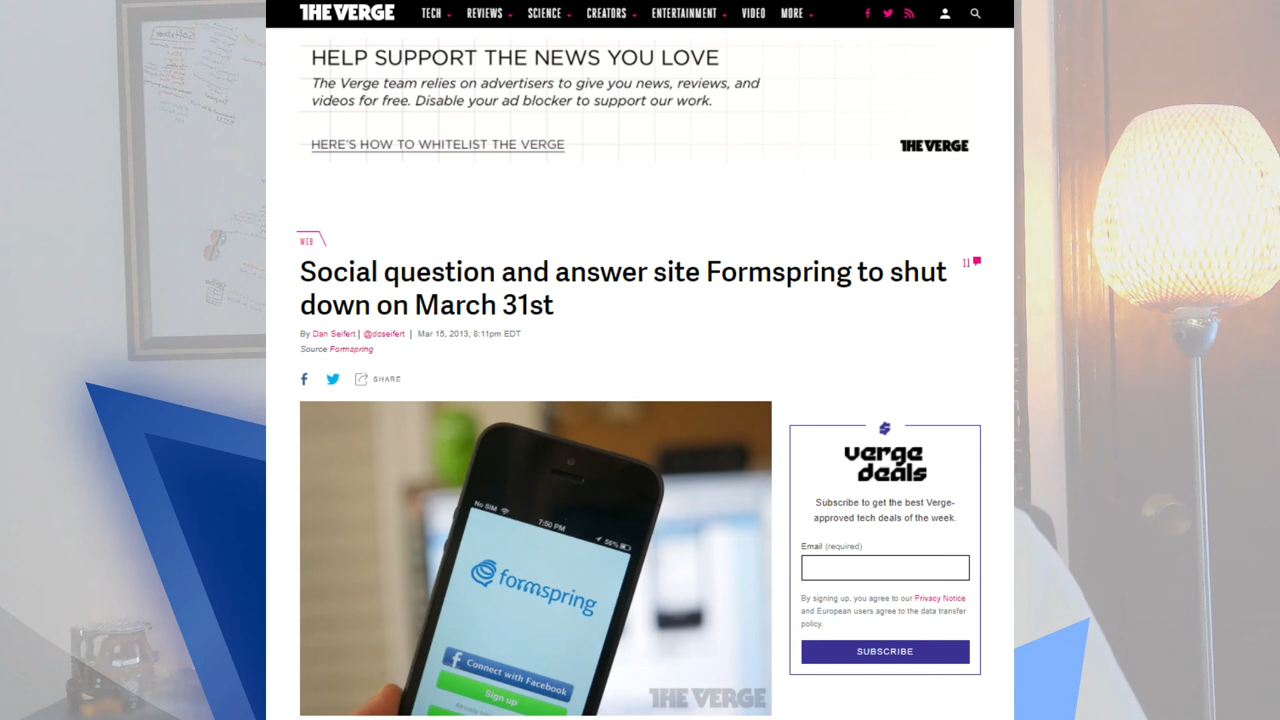 THE VERGE
TECH REVIEWS SCIENCE CREATORS ENTERTAINMENT VIDEO MORE
HELP SUPPORT THE NEWS YOU LOVE
The Verge team relies on advertisers to give you news, reviews, and
videos for free. Disable your ad blocker to support our work.
HERE'S HOW TO WHITELIST THE VERGE
THE VERGE
WEB
Social question and answer site Formspring to shut
down on March 31st
11
By Dan Seifert | @dcseifert | Mar 15, 2013, 8:11pm EDT
Source Formspring
SHARE
No SIM 7:50 PM 56%
formspring
Connect with Facebook
Sign up
THE VERGE
verge
deals
Subscribe to get the best Verge-
approved tech deals of the week.
Email (required)
By signing up, you agree to our Privacy Notice
and European users agree to the data transfer
policy.
SUBSCRIBE